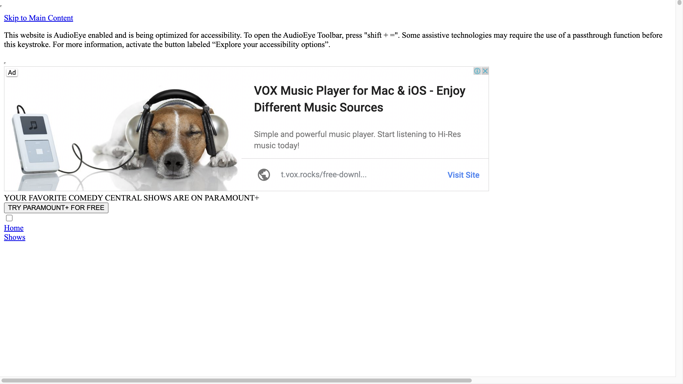 Skip to Main Content
This website is AudioEye enabled and is being optimized for accessibility. To open the AudioEye Toolbar, press "shift + =". Some assistive technologies may require the use of a passthrough function before
this keystroke. For more information, activate the button labeled “Explore your accessibility options”.
Ad
VOX Music Player for Mac & iOS - Enjoy
Different Music Sources
Simple and powerful music player. Start listening to Hi-Res
music today!
t.vox.rocks/free-downl...
Visit Site
YOUR FAVORITE COMEDY CENTRAL SHOWS ARE ON PARAMOUNT+
TRY PARAMOUNT+ FOR FREE
Home
Shows